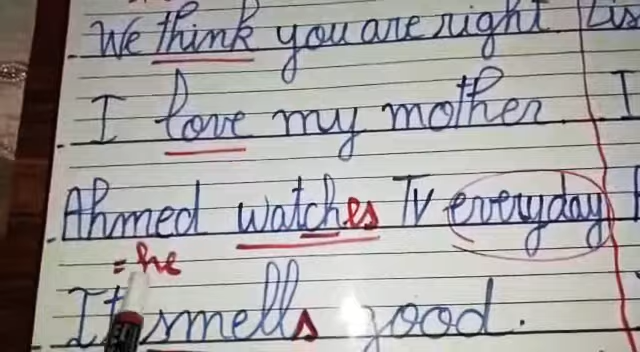 We think you are right
I love my mother I
Ahmed watches TV everyday
= he
It smells good.